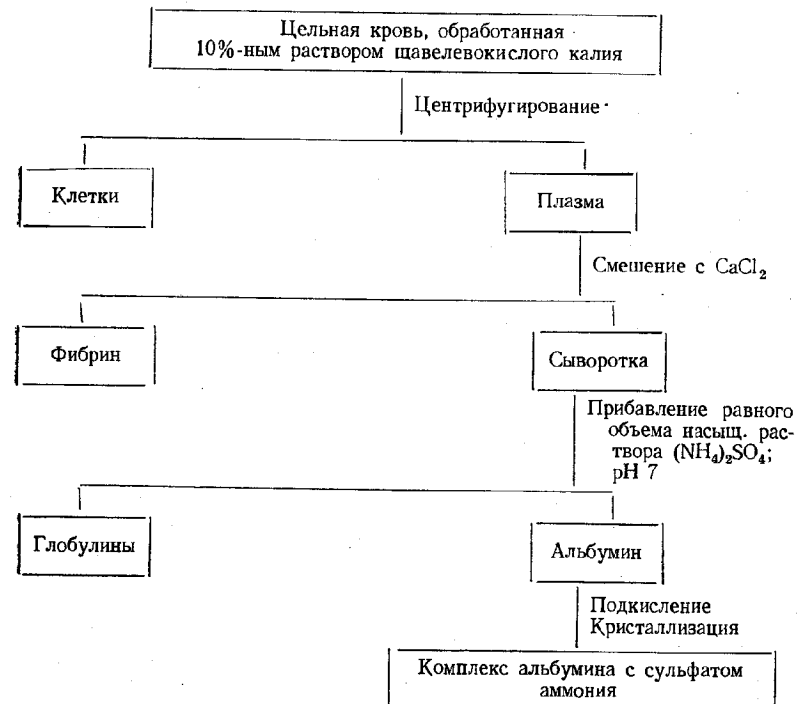 Цельная кровь, обработанная
10%-ным раствором щавелевокислого калия
Центрифугирование
Клетки
Плазма
Смешение с CaCl₂
Фибрин
Сыворотка
Прибавление равного
объема насыщ. рас-
твора (NH₄)₂SO₄;
pH 7
Глобулины
Альбумин
Подкисление
Кристаллизация
Комплекс альбумина с сульфатом
аммония